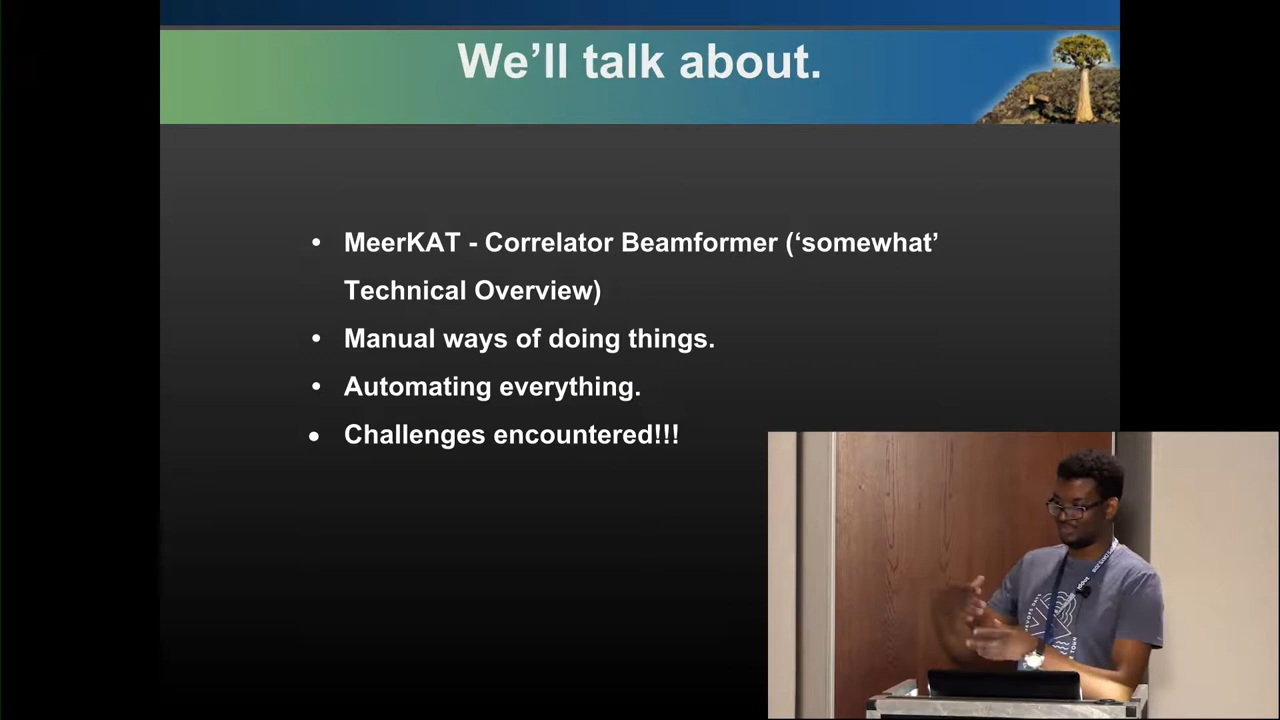 We’ll talk about.
• MeerKAT - Correlator Beamformer (‘somewhat’
Technical Overview)
• Manual ways of doing things.
• Automating everything.
• Challenges encountered!!!